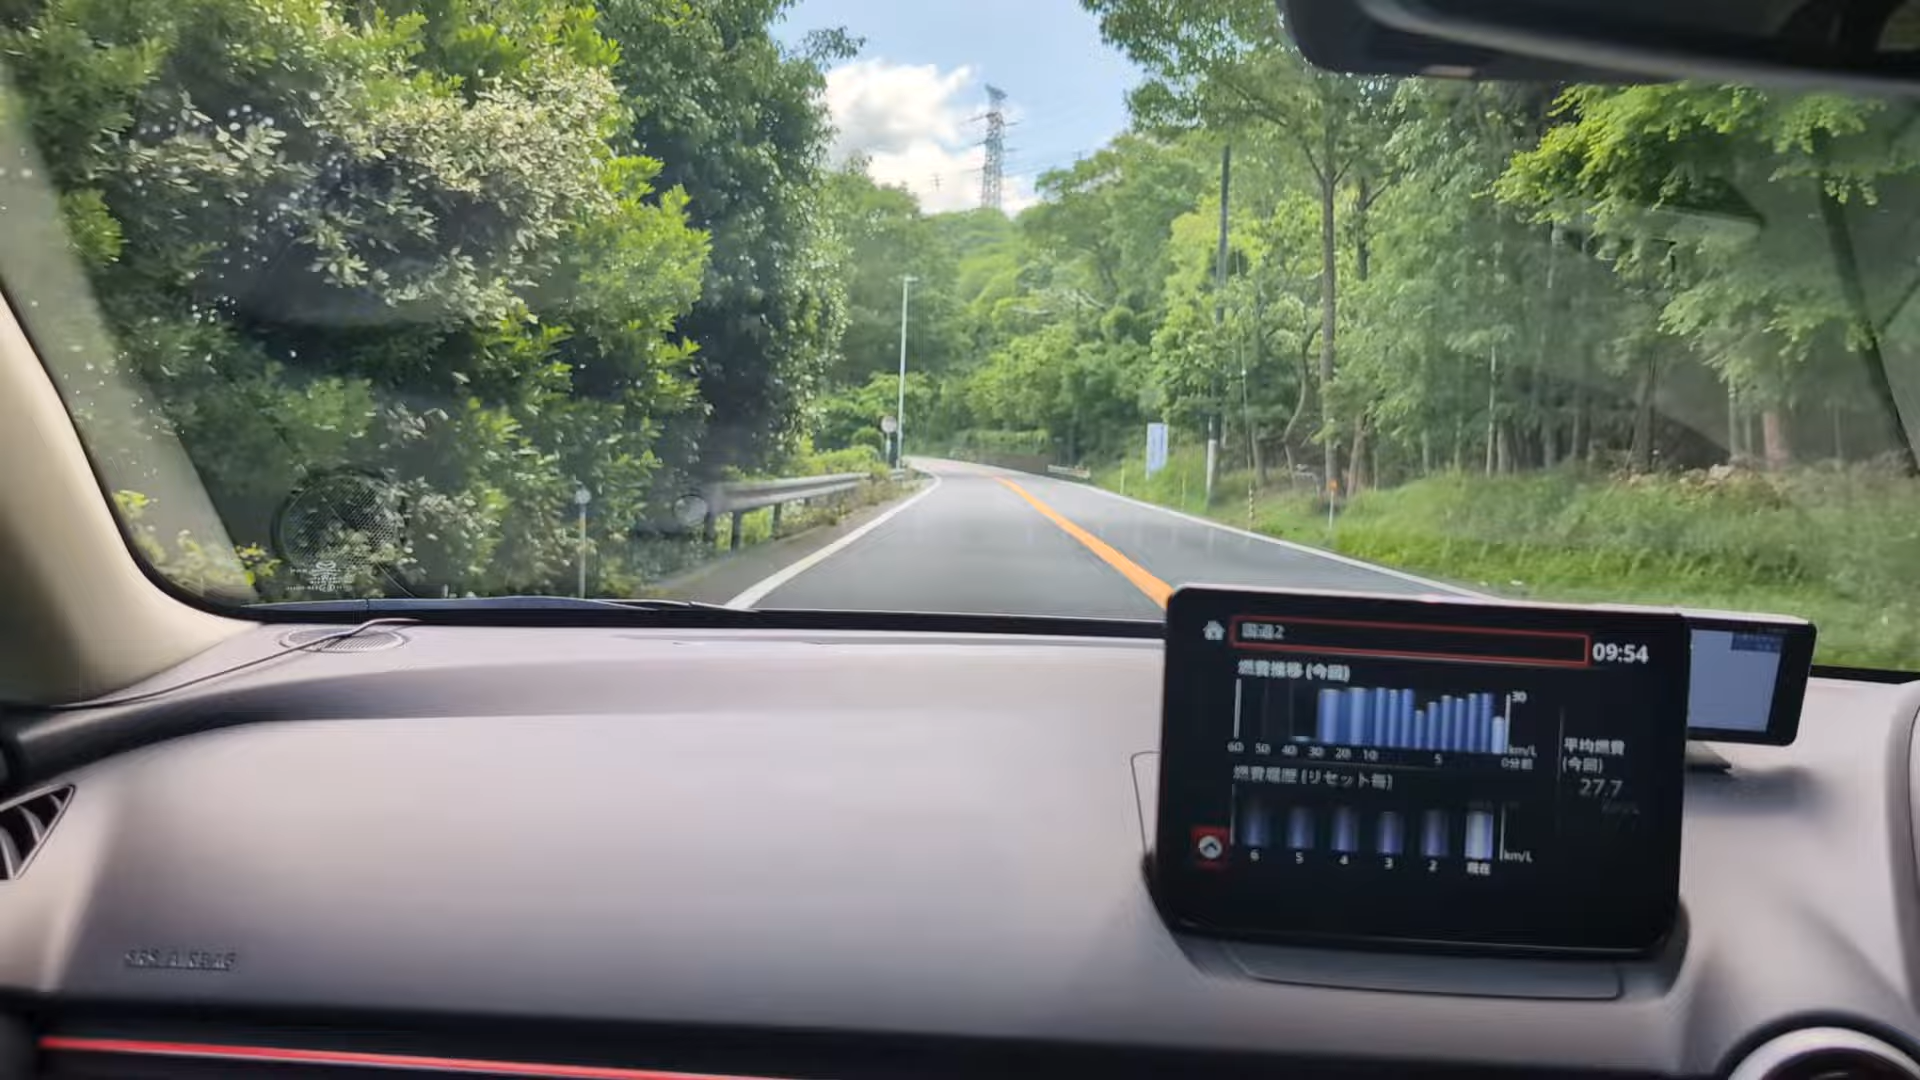 国道2
09:54
燃費推移 (今回)
30
60 50 40 30 20 10 5
km/L
0分前
平均燃費
(今回)
27.7
燃費履歴 (リセット毎)
6 5 4 3 2 現在
km/L
SRS AIRBAG